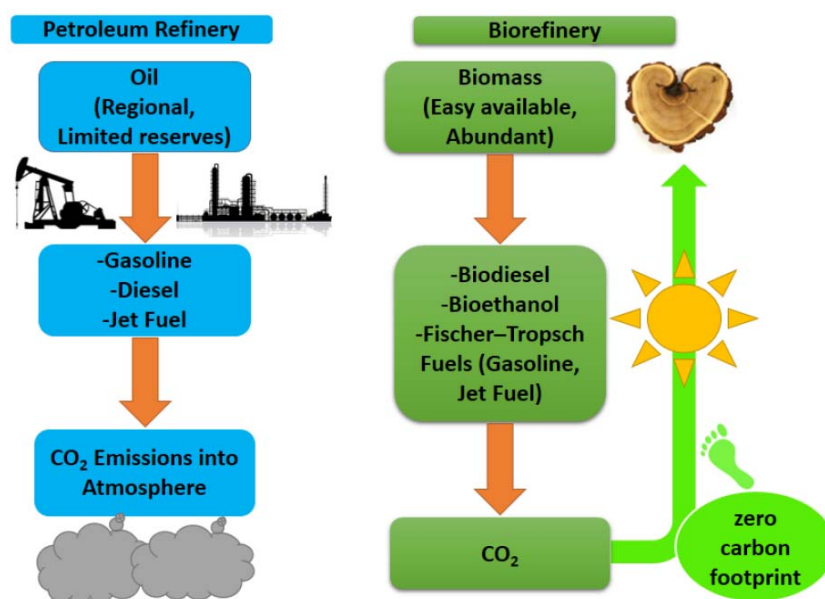 Petroleum Refinery
Oil
(Regional,
Limited reserves)
-Gasoline
-Diesel
-Jet Fuel
CO₂ Emissions into
Atmosphere
Biorefinery
Biomass
(Easy available,
Abundant)
-Biodiesel
-Bioethanol
-Fischer–Tropsch
Fuels (Gasoline,
Jet Fuel)
CO₂
zero
carbon
footprint